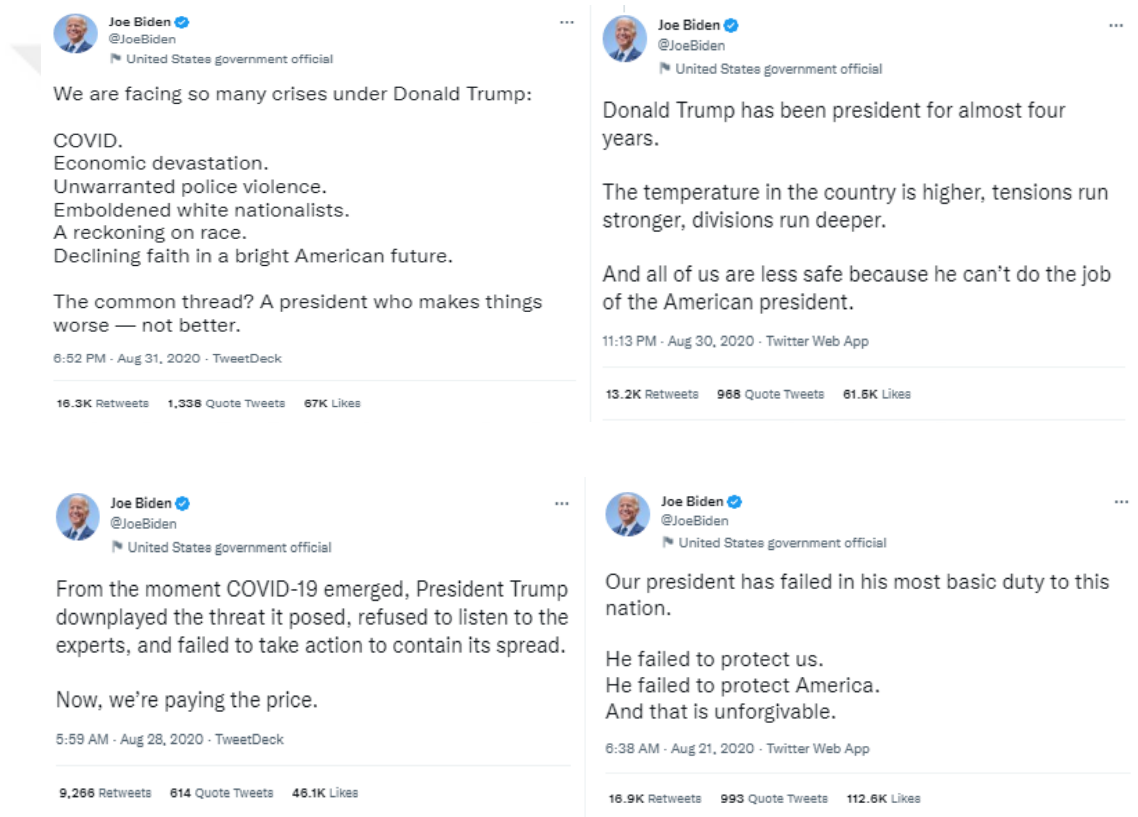 Joe Biden
@JoeBiden
United States government official
We are facing so many crises under Donald Trump:
COVID.
Economic devastation.
Unwarranted police violence.
Emboldened white nationalists.
A reckoning on race.
Declining faith in a bright American future.
The common thread? A president who makes things
worse — not better.
6:52 PM · Aug 31, 2020 · TweetDeck
16.3K Retweets 1,338 Quote Tweets 67K Likes
Joe Biden
@JoeBiden
United States government official
Donald Trump has been president for almost four
years.
The temperature in the country is higher, tensions run
stronger, divisions run deeper.
And all of us are less safe because he can't do the job
of the American president.
11:13 PM · Aug 30, 2020 · Twitter Web App
13.2K Retweets 968 Quote Tweets 61.5K Likes
Joe Biden
@JoeBiden
United States government official
From the moment COVID-19 emerged, President Trump
downplayed the threat it posed, refused to listen to the
experts, and failed to take action to contain its spread.
Now, we're paying the price.
5:59 AM · Aug 28, 2020 · TweetDeck
9,266 Retweets 614 Quote Tweets 46.1K Likes
Joe Biden
@JoeBiden
United States government official
Our president has failed in his most basic duty to this
nation.
He failed to protect us.
He failed to protect America.
And that is unforgivable.
6:38 AM · Aug 21, 2020 · Twitter Web App
16.9K Retweets 993 Quote Tweets 112.6K Likes